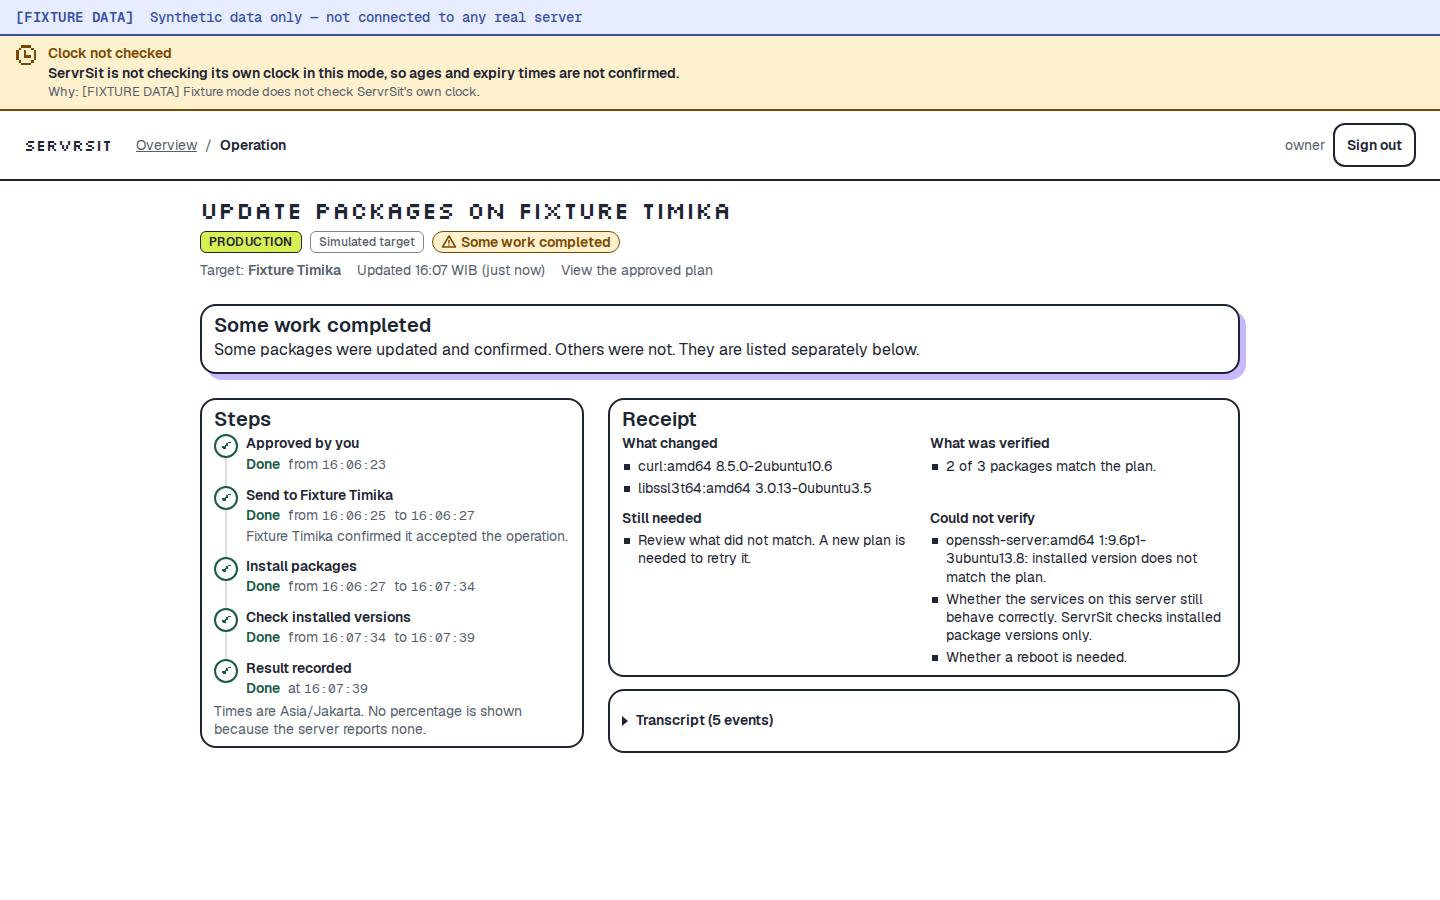 [FIXTURE DATA] Synthetic data only — not connected to any real server
Clock not checked
ServrSit is not checking its own clock in this mode, so ages and expiry times are not confirmed.
Why: [FIXTURE DATA] Fixture mode does not check ServrSit's own clock.
SERVRSIT
Overview / Operation
owner
Sign out
UPDATE PACKAGES ON FIXTURE TIMIKA
PRODUCTION
Simulated target
Some work completed
Target: Fixture Timika Updated 16:07 WIB (just now) View the approved plan
Some work completed
Some packages were updated and confirmed. Others were not. They are listed separately below.
Steps
Approved by you
Done from 16:06:23
Send to Fixture Timika
Done from 16:06:25 to 16:06:27
Fixture Timika confirmed it accepted the operation.
Install packages
Done from 16:06:27 to 16:07:34
Check installed versions
Done from 16:07:34 to 16:07:39
Result recorded
Done at 16:07:39
Times are Asia/Jakarta. No percentage is shown
because the server reports none.
Receipt
What changed
curl:amd64 8.5.0-2ubuntu10.6
libssl3t64:amd64 3.0.13-0ubuntu3.5
What was verified
2 of 3 packages match the plan.
Still needed
Review what did not match. A new plan is
needed to retry it.
Could not verify
openssh-server:amd64 1:9.6p1-
3ubuntu13.8: installed version does not
match the plan.
Whether the services on this server still
behave correctly. ServrSit checks installed
package versions only.
Whether a reboot is needed.
Transcript (5 events)